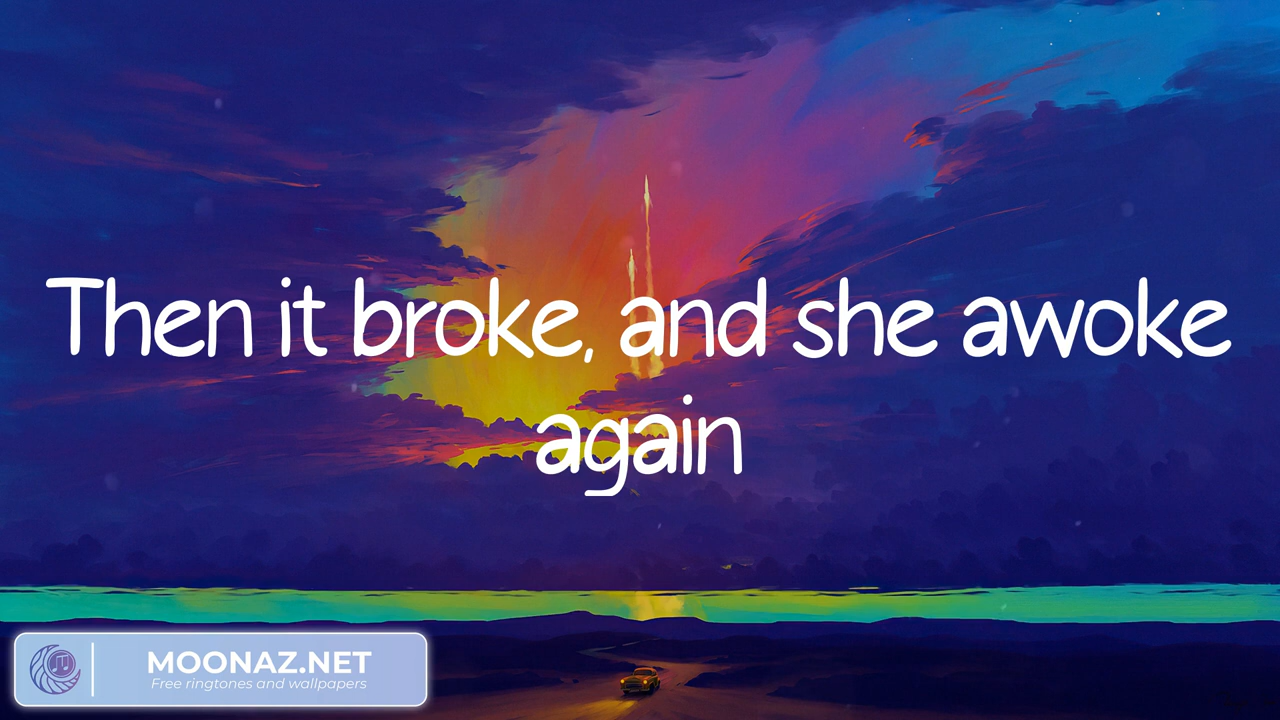 Then it broke, and she awoke
again
MOONAZ.NET
Free ringtones and wallpapers